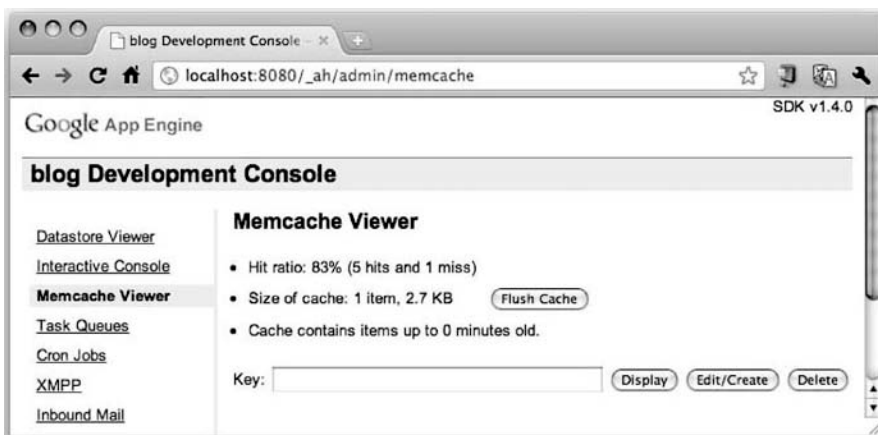 blog Development Console -
localhost:8080/_ah/admin/memcache
SDK v1.4.0
Google App Engine
blog Development Console
Datastore Viewer
Interactive Console
Memcache Viewer
Task Queues
Cron Jobs
XMPP
Inbound Mail
Memcache Viewer
• Hit ratio: 83% (5 hits and 1 miss)
• Size of cache: 1 item, 2.7 KB Flush Cache
• Cache contains items up to 0 minutes old.
Key: Display Edit/Create Delete